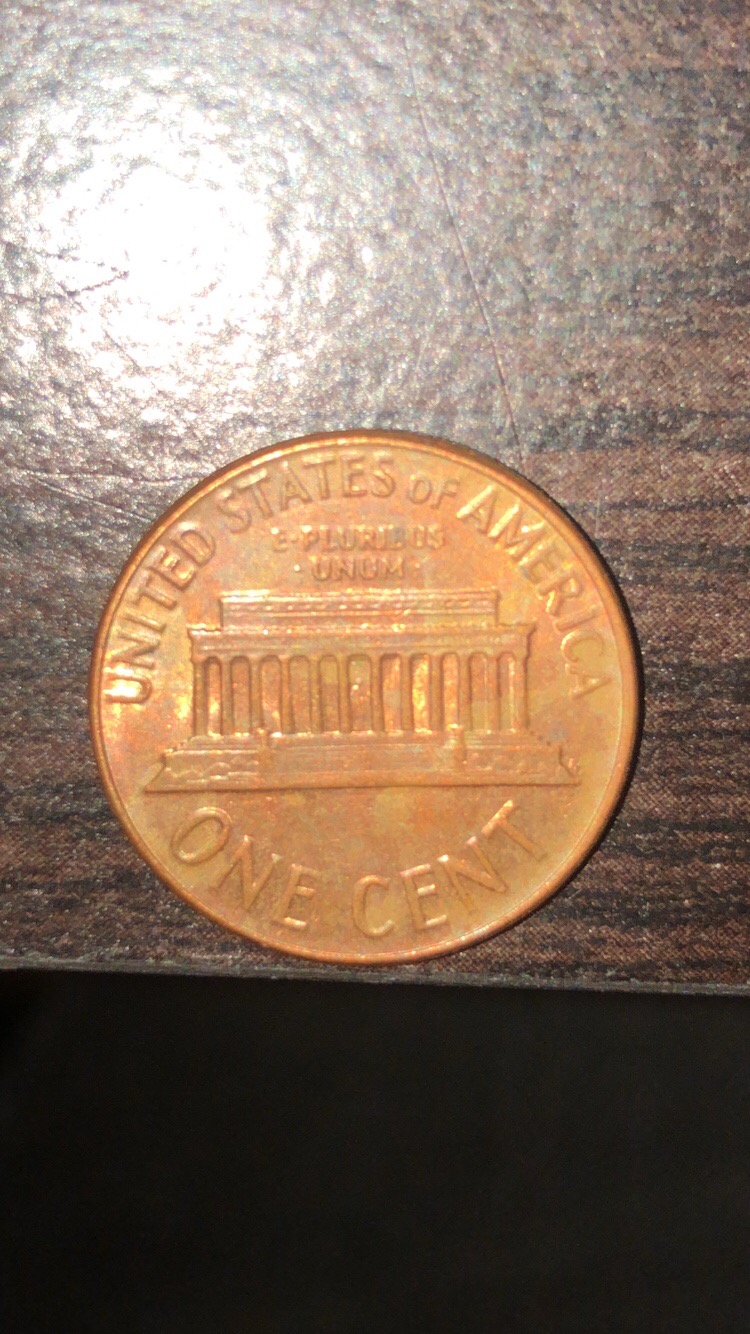 UNITED STATES OF AMERICA
E·PLURIBUS
·UNUM·
ONE CENT